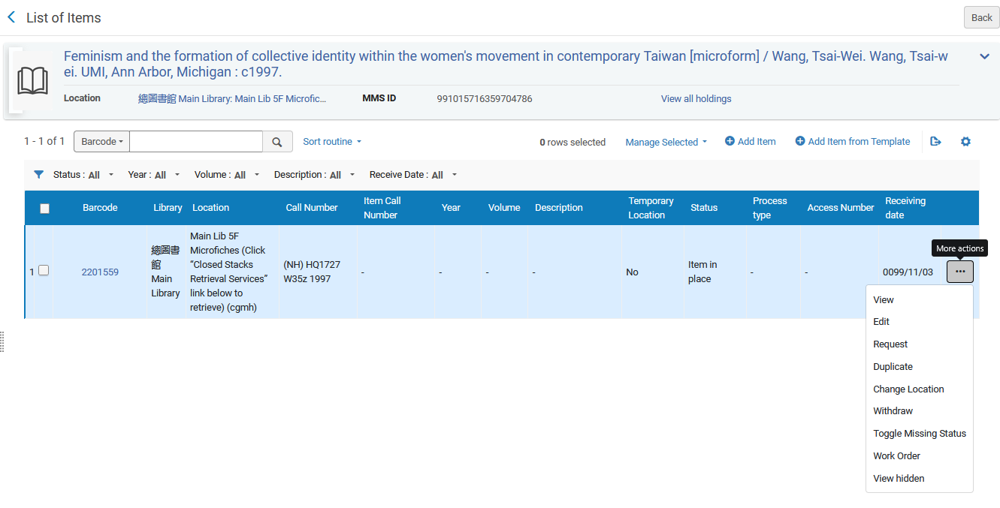 List of Items
Back
Feminism and the formation of collective identity within the women's movement in contemporary Taiwan [microform] / Wang, Tsai-Wei. Wang, Tsai-w
ei. UMI, Ann Arbor, Michigan : c1997.
Location 總圖書館 Main Library: Main Lib 5F Microfic... MMS ID 991015716359704786 View all holdings
1 - 1 of 1 Barcode Sort routine 0 rows selected Manage Selected Add Item Add Item from Template
Status : All Year : All Volume : All Description : All Receive Date : All
Barcode Library Location Call Number Item Call Number Year Volume Description Temporary Location Status Process type Access Number Receiving date
More actions
1 2201559
總圖書
館
Main
Library
Main Lib 5F
Microfiches (Click
“Closed Stacks
Retrieval Services”
link below to
retrieve) (cgmh)
(NH) HQ1727
W35z 1997
- - - - No
Item in
place
- - 0099/11/03 ...
View
Edit
Request
Duplicate
Change Location
Withdraw
Toggle Missing Status
Work Order
View hidden